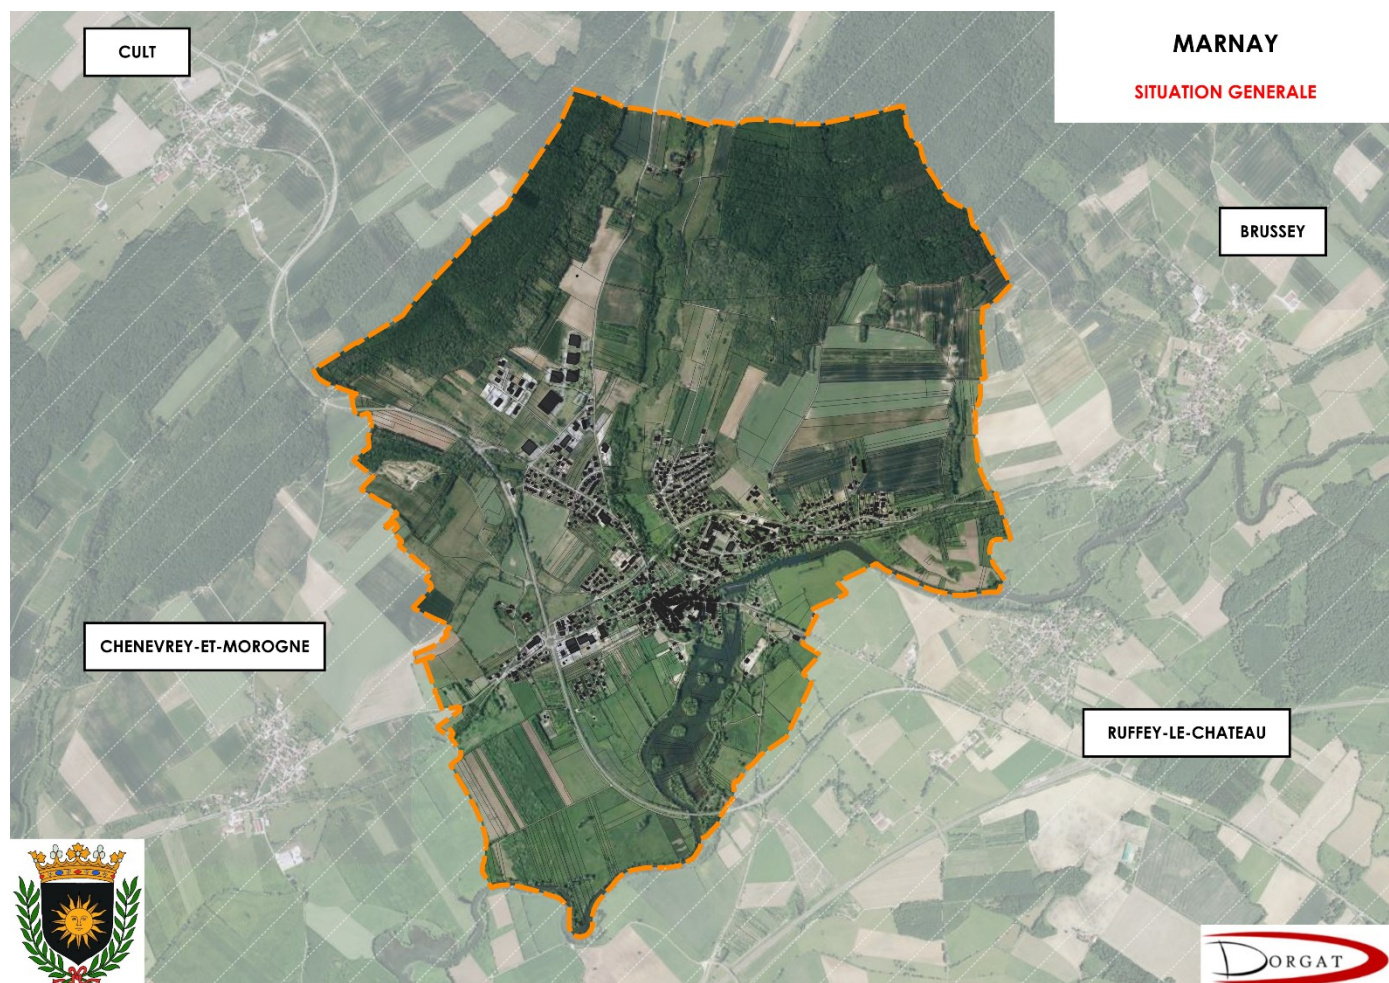 CULT
MARNAY
SITUATION GENERALE
BRUSSEY
CHENEVREY-ET-MOROGNE
RUFFEY-LE-CHATEAU
DORGAT